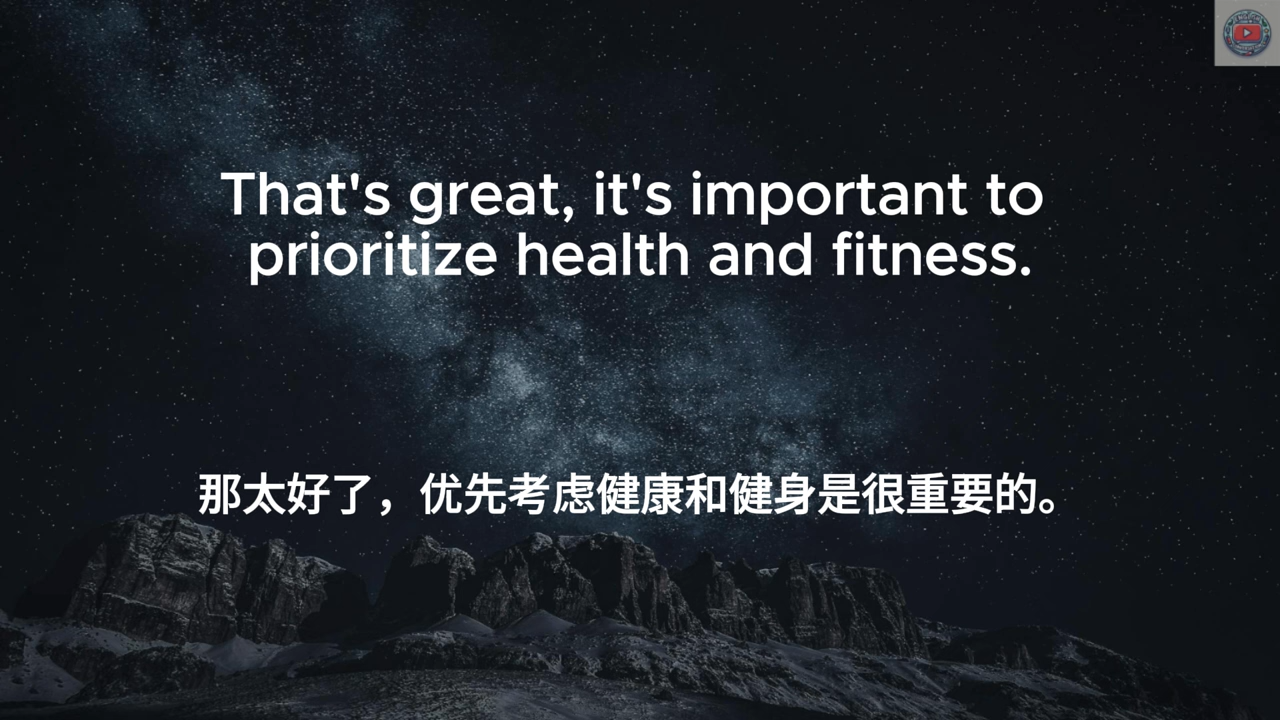 That's great, it's important to
prioritize health and fitness.
那太好了，优先考虑健康和健身是很重要的。